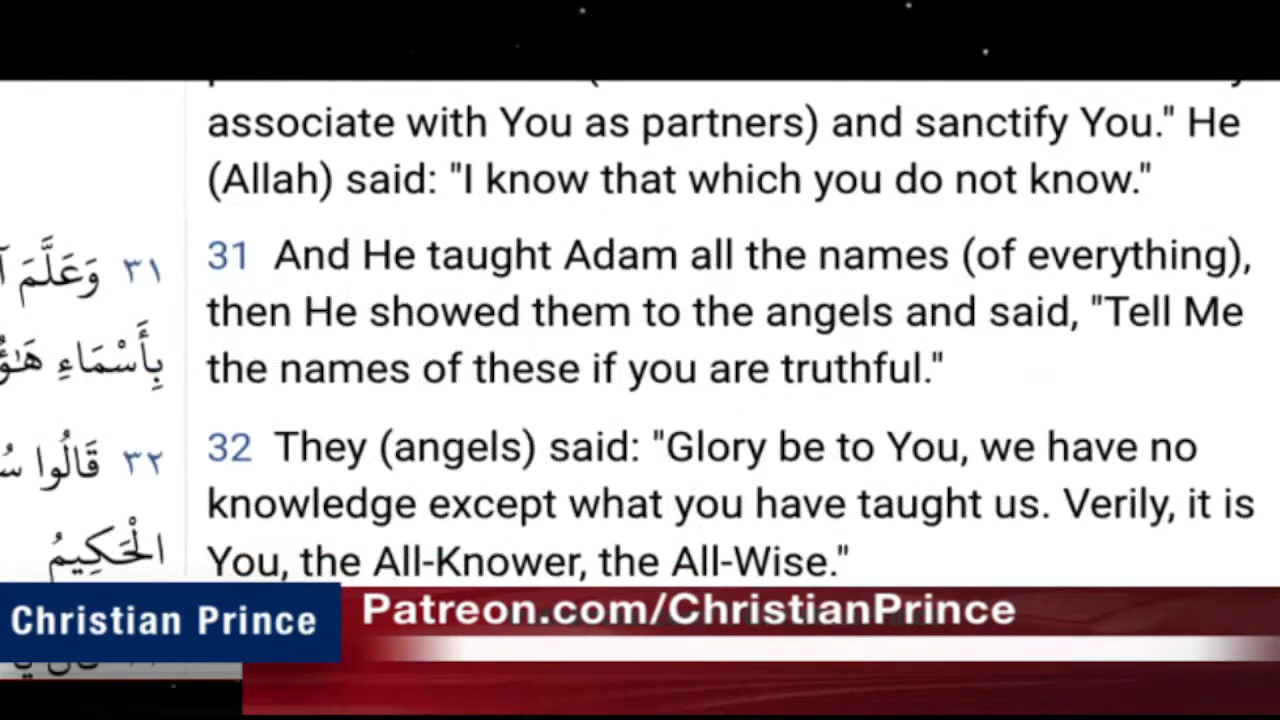 associate with You as partners) and sanctify You." He
(Allah) said: "I know that which you do not know."
31 And He taught Adam all the names (of everything),
then He showed them to the angels and said, "Tell Me
the names of these if you are truthful."
32 They (angels) said: "Glory be to You, we have no
knowledge except what you have taught us. Verily, it is
You, the All-Knower, the All-Wise."
٣١ وَعَلَّمَ
بِأَسْمَاءِ
٣٢ قَالُوا
الْحَكِيمُ
Christian Prince
Patreon.com/ChristianPrince